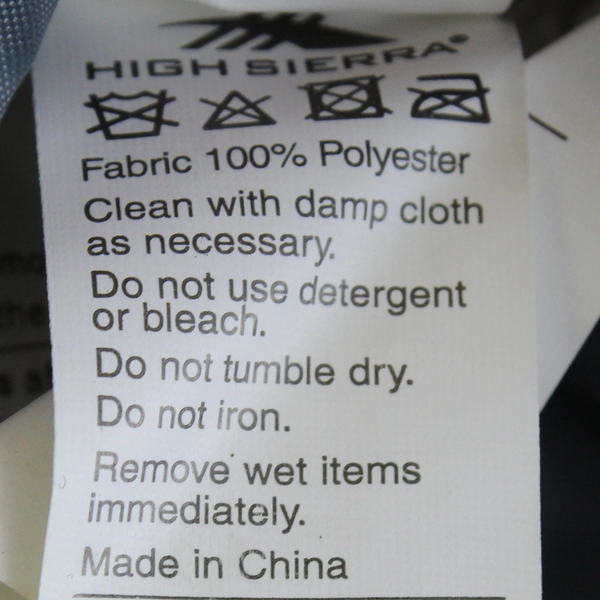 HIGH SIERRA®
Fabric 100% Polyester
Clean with damp cloth
as necessary.
Do not use detergent
or bleach.
Do not tumble dry.
Do not iron.
Remove wet items
immediately.
Made in China